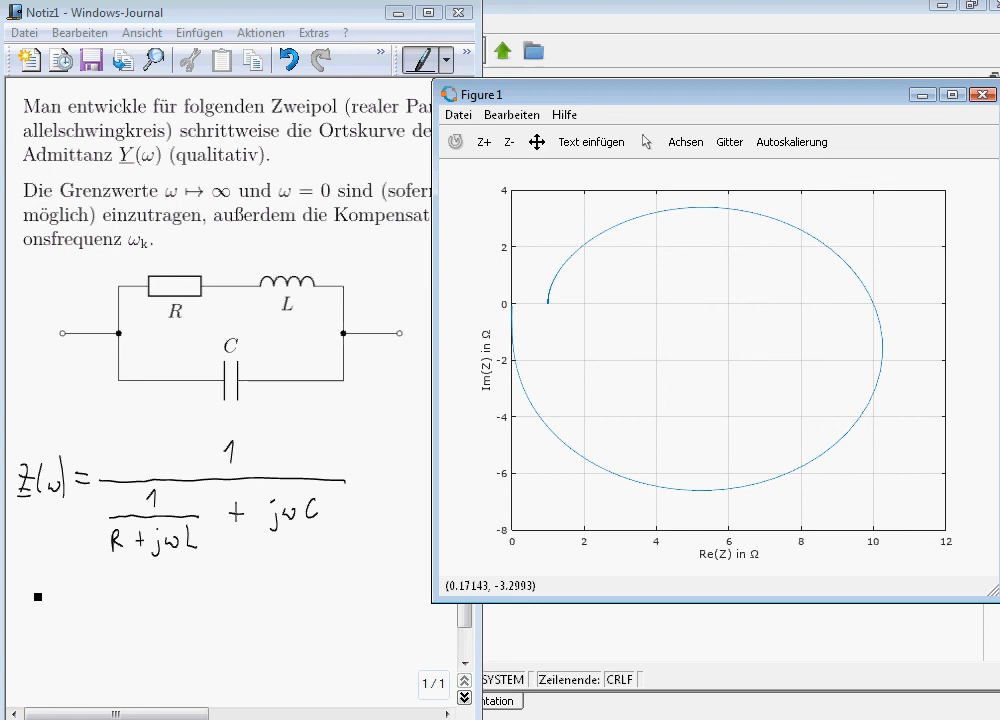 Notiz1 - Windows-Journal
Datei Bearbeiten Ansicht Einfügen Aktionen Extras ?
Man entwickle für folgenden Zweipol (realer Par
allelschwingkreis) schrittweise die Ortskurve de
Admittanz Y(ω) (qualitativ).
Die Grenzwerte ω ↦ ∞ und ω = 0 sind (sofern
möglich) einzutragen, außerdem die Kompensat
onsfrequenz ωk.
R
L
C
Z(ω) = 1 / (1 / (R + jωL) + jωC)
1 / 1
Figure 1
Datei Bearbeiten Hilfe
Z+ Z- Text einfügen Achsen Gitter Autoskalierung
4
2
0
-2
-4
-6
-8
Im(Z) in Ω
0 2 4 6 8 10 12
Re(Z) in Ω
(0.17143, -3.2993)
SYSTEM Zeilenende: CRLF
ntation